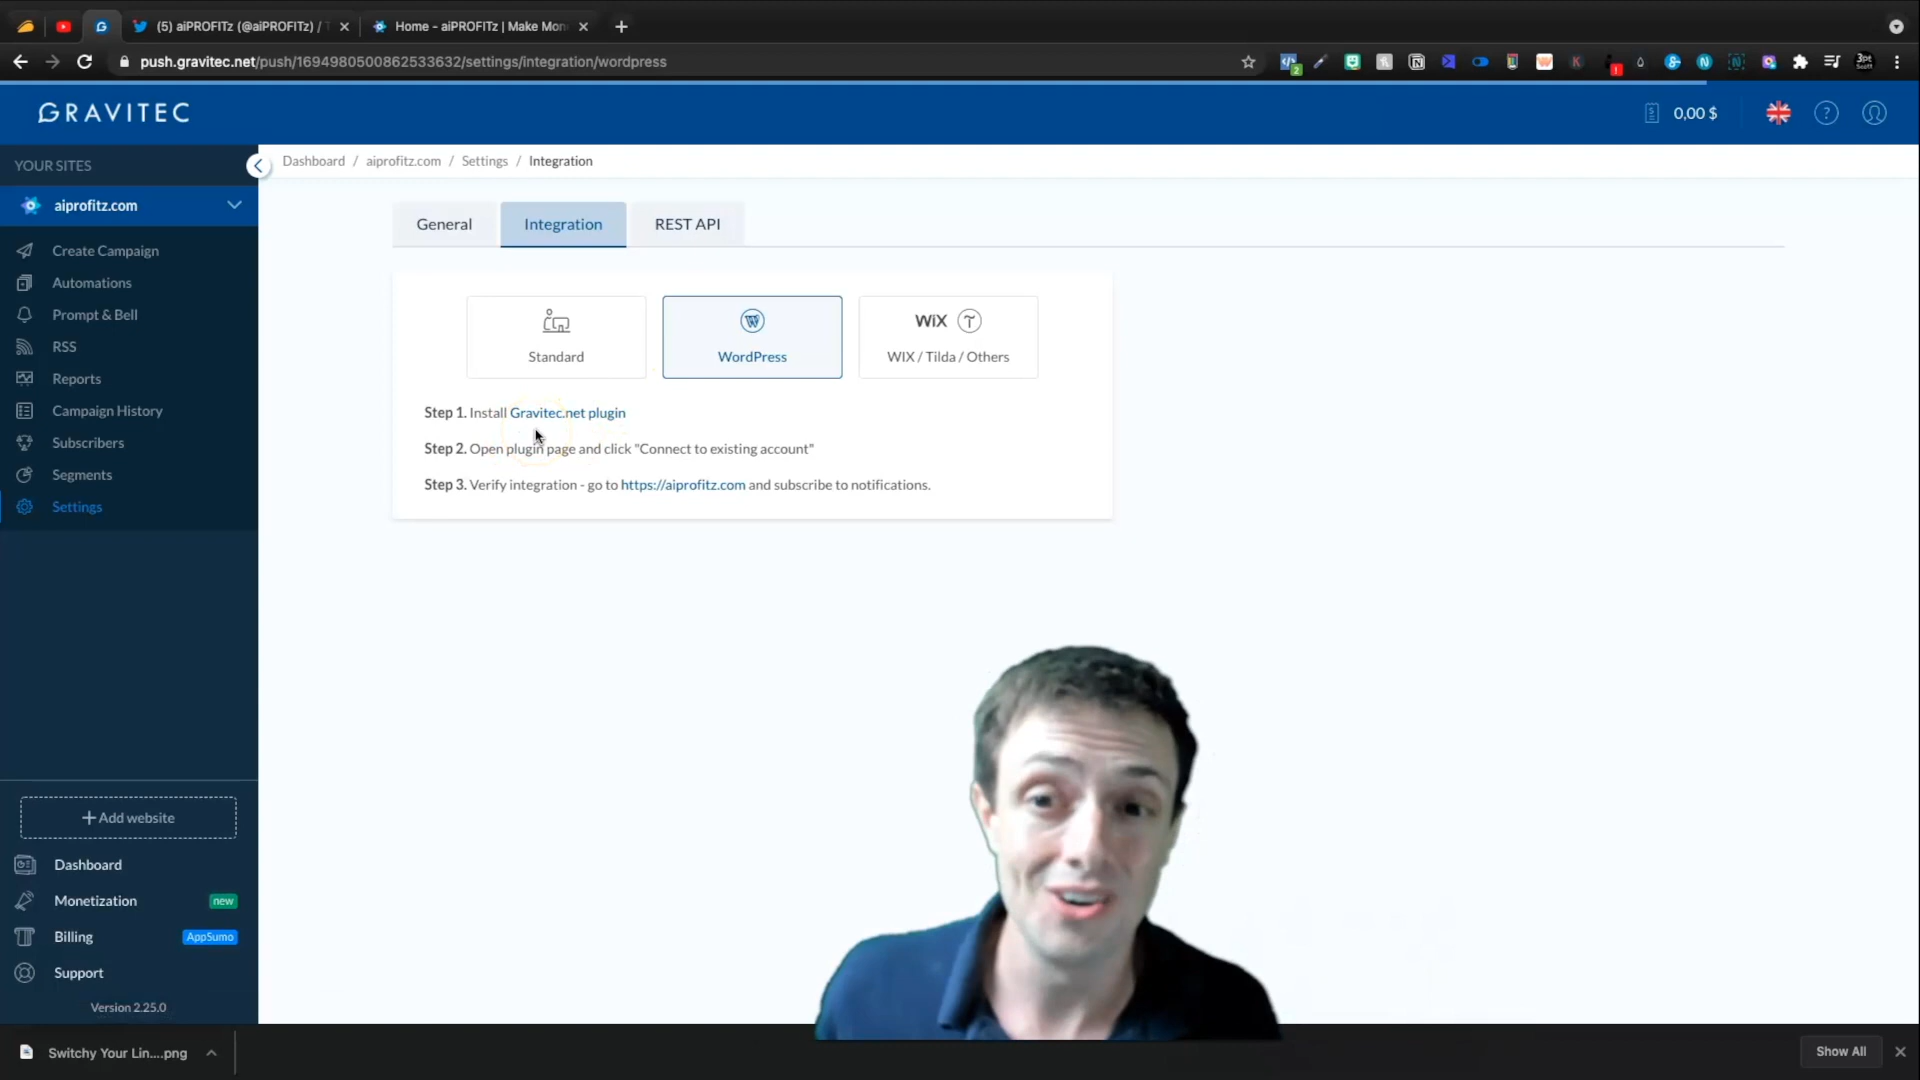 (5) aiPROFITz (@aiPROFITz) / T
Home - aiPROFITz | Make Mon
push.gravitec.net/push/1694980500862533632/settings/integration/wordpress
2
3pt
GRAVITEC
0,00 $
?
YOUR SITES
Dashboard / aiprofitz.com / Settings / Integration
aiprofitz.com
General
Integration
REST API
Create Campaign
Automations
Prompt & Bell
RSS
Reports
Campaign History
Subscribers
Segments
Settings
Standard
WordPress
WiX
WIX / Tilda / Others
Step 1. Install Gravitec.net plugin
Step 2. Open plugin page and click "Connect to existing account"
Step 3. Verify integration - go to https://aiprofitz.com and subscribe to notifications.
+ Add website
Dashboard
Monetization new
Billing AppSumo
Support
Version 2.25.0
Switchy Your Lin....png
Show All